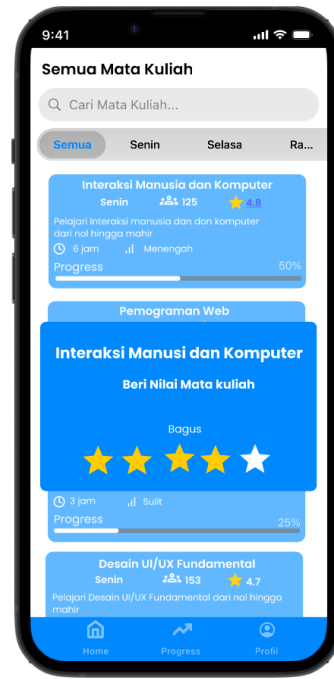 9:41
Semua Mata Kuliah
Cari Mata Kuliah...
Semua Senin Selasa Ra...
Interaksi Manusia dan Komputer
Senin 125 4.8
Pelajari Interaksi manusia dan don komputer
dari nol hingga mahir
6 jam Menengah
Progress 50%
Pemograman Web
Interaksi Manusi dan Komputer
Beri Nilai Mata kuliah
Bagus
3 jam Sulit
Progress 25%
Desain UI/UX Fundamental
Senin 153 4.7
Pelajari Desain UI/UX Fundamental dari nol hingga
mahir
Home Progress Profil